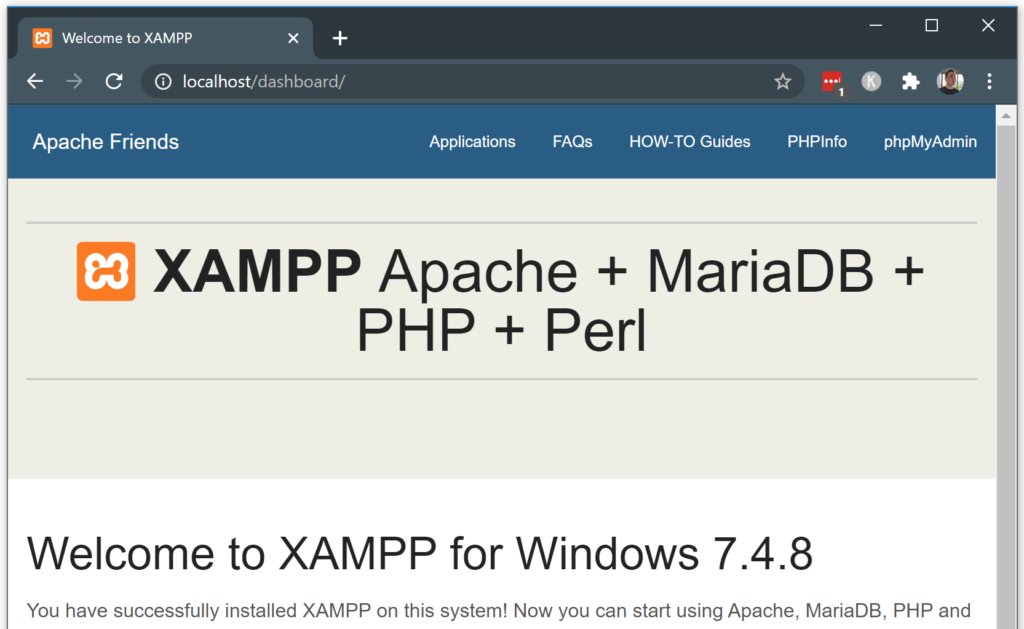 Welcome to XAMPP
localhost/dashboard/
1
K
Apache Friends
Applications
FAQs
HOW-TO Guides
PHPInfo
phpMyAdmin
XAMPP Apache + MariaDB +
PHP + Perl
Welcome to XAMPP for Windows 7.4.8
You have successfully installed XAMPP on this system! Now you can start using Apache, MariaDB, PHP and